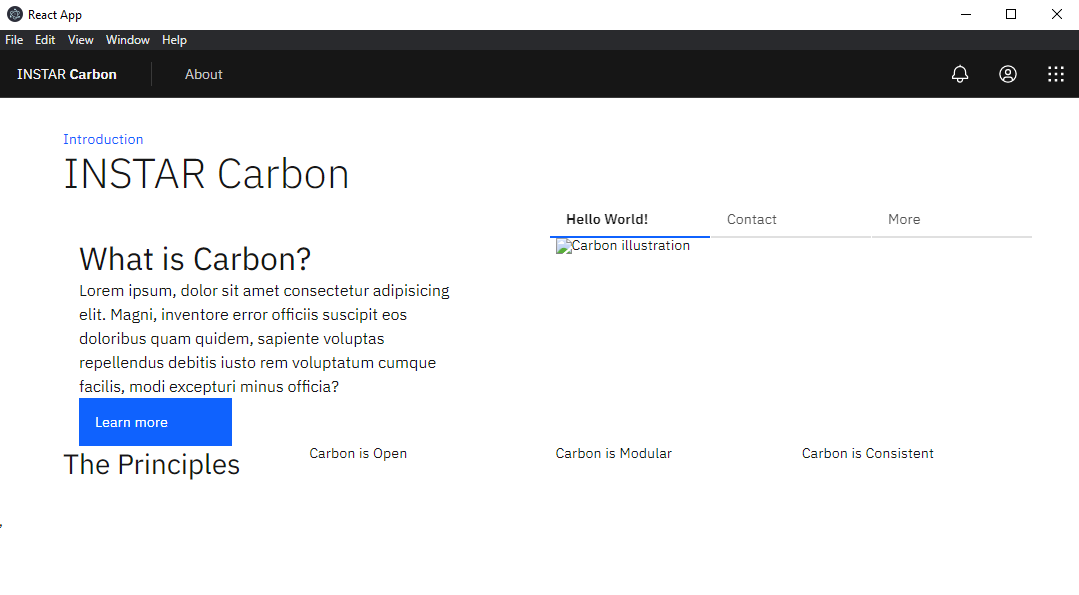 React App
File Edit View Window Help
INSTAR Carbon About
Introduction
INSTAR Carbon
Hello World! Contact More
What is Carbon?
Lorem ipsum, dolor sit amet consectetur adipisicing
elit. Magni, inventore error officiis suscipit eos
doloribus quam quidem, sapiente voluptas
repellendus debitis iusto rem voluptatum cumque
facilis, modi excepturi minus officia?
Learn more
Carbon illustration
The Principles
Carbon is Open
Carbon is Modular
Carbon is Consistent